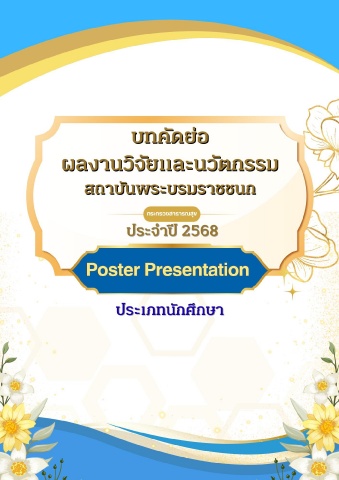 บทคัดย่อ
ผลงานวิจัยและนวัตกรรม
สถาบันพระบรมราชชนก
กระทรวงสาธารณสุข
ประจำปี 2568
Poster Presentation
ประเภทนักศึกษา